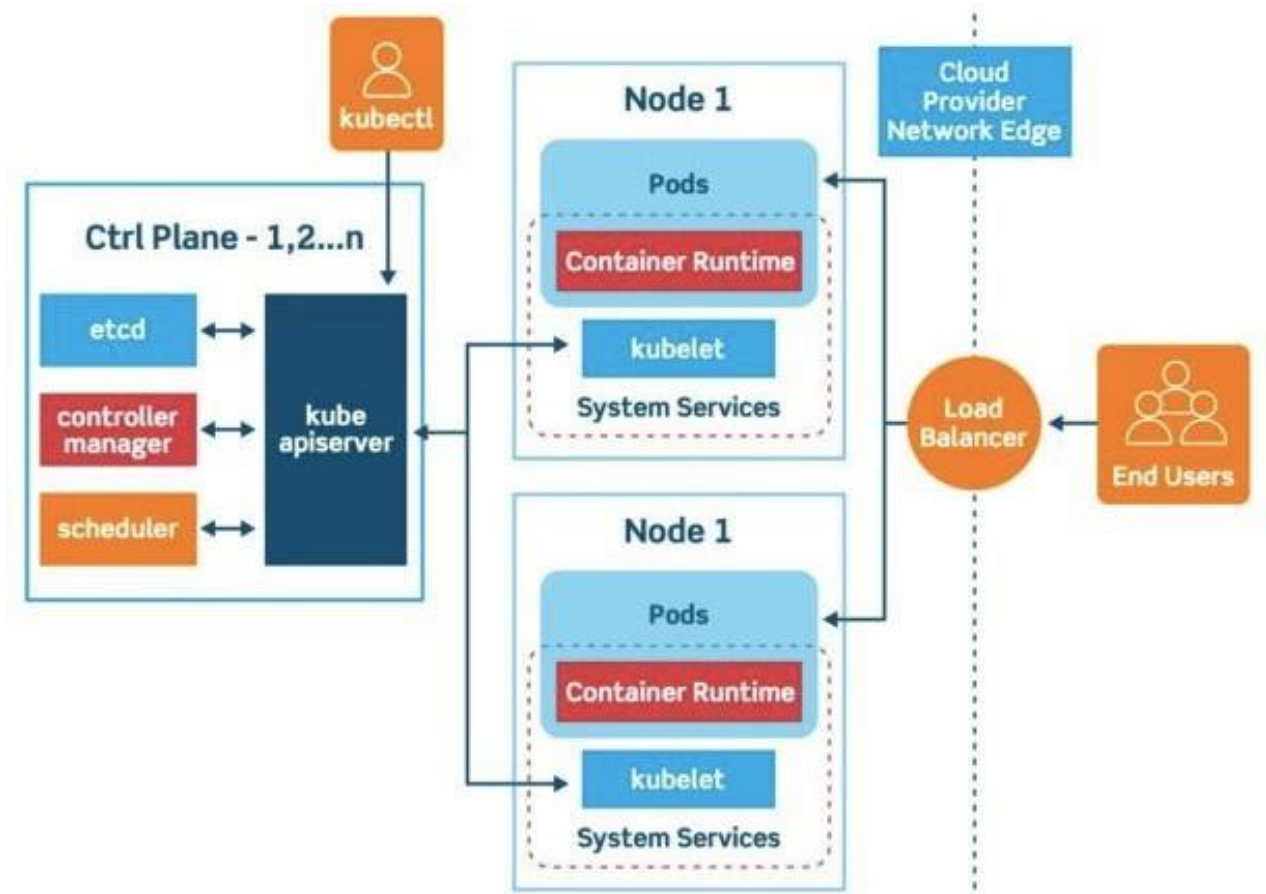 kubectl
Ctrl Plane - 1,2...n
etcd
controller
manager
scheduler
kube
apiserver
Node 1
Pods
Container Runtime
kubelet
System Services
Node 1
Pods
Container Runtime
kubelet
System Services
Cloud
Provider
Network Edge
Load
Balancer
End Users